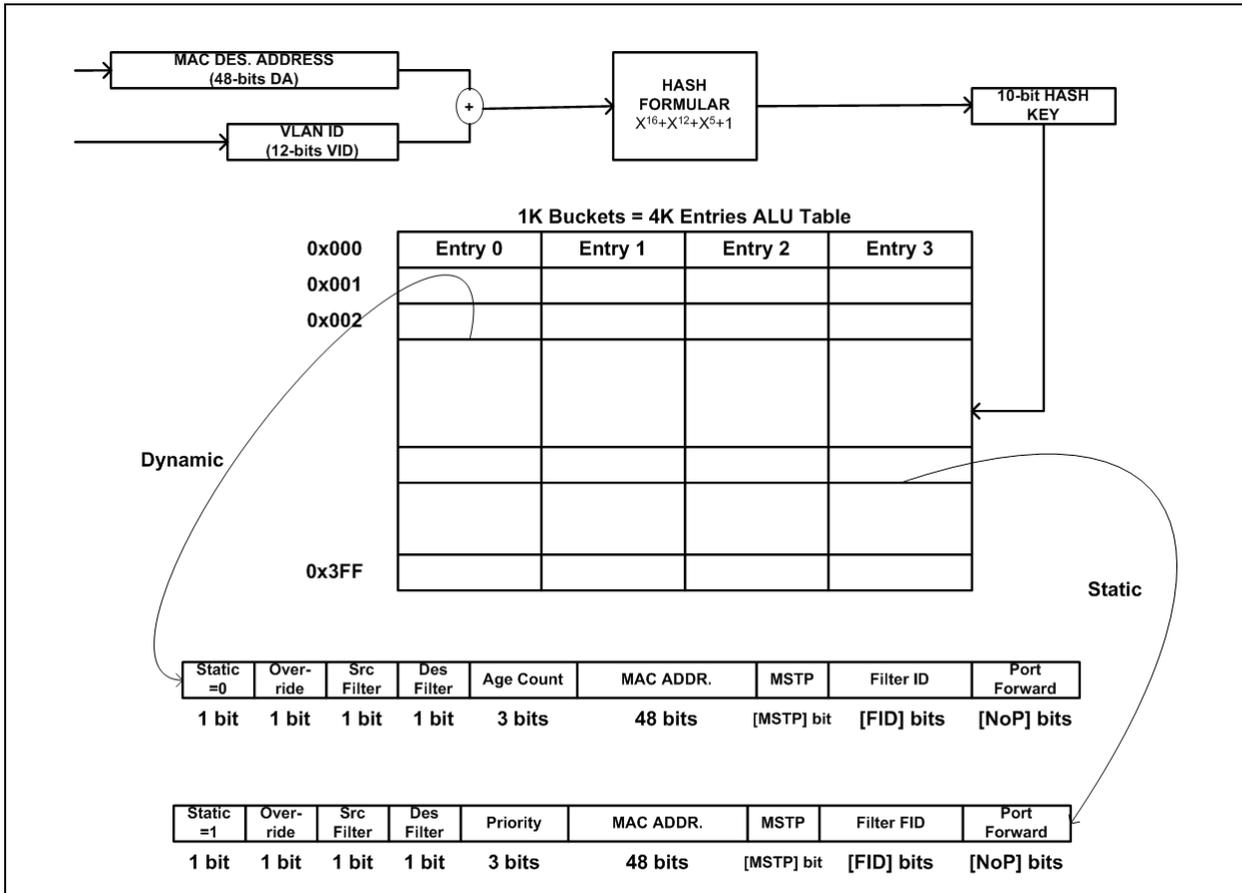 MAC DES. ADDRESS
(48-bits DA)
+
VLAN ID
(12-bits VID)
HASH
FORMULAR
X¹⁶+X¹²+X⁵+1
10-bit HASH
KEY
1K Buckets = 4K Entries ALU Table
0x000 Entry 0 Entry 1 Entry 2 Entry 3
0x001
0x002
Dynamic
0x3FF
Static
Static
=0
Over-
ride
Src
Filter
Des
Filter
Age Count
MAC ADDR.
MSTP
Filter ID
Port
Forward
1 bit 1 bit 1 bit 1 bit 3 bits 48 bits [MSTP] bit [FID] bits [NoP] bits
Static
=1
Over-
ride
Src
Filter
Des
Filter
Priority
MAC ADDR.
MSTP
Filter FID
Port
Forward
1 bit 1 bit 1 bit 1 bit 3 bits 48 bits [MSTP] bit [FID] bits [NoP] bits